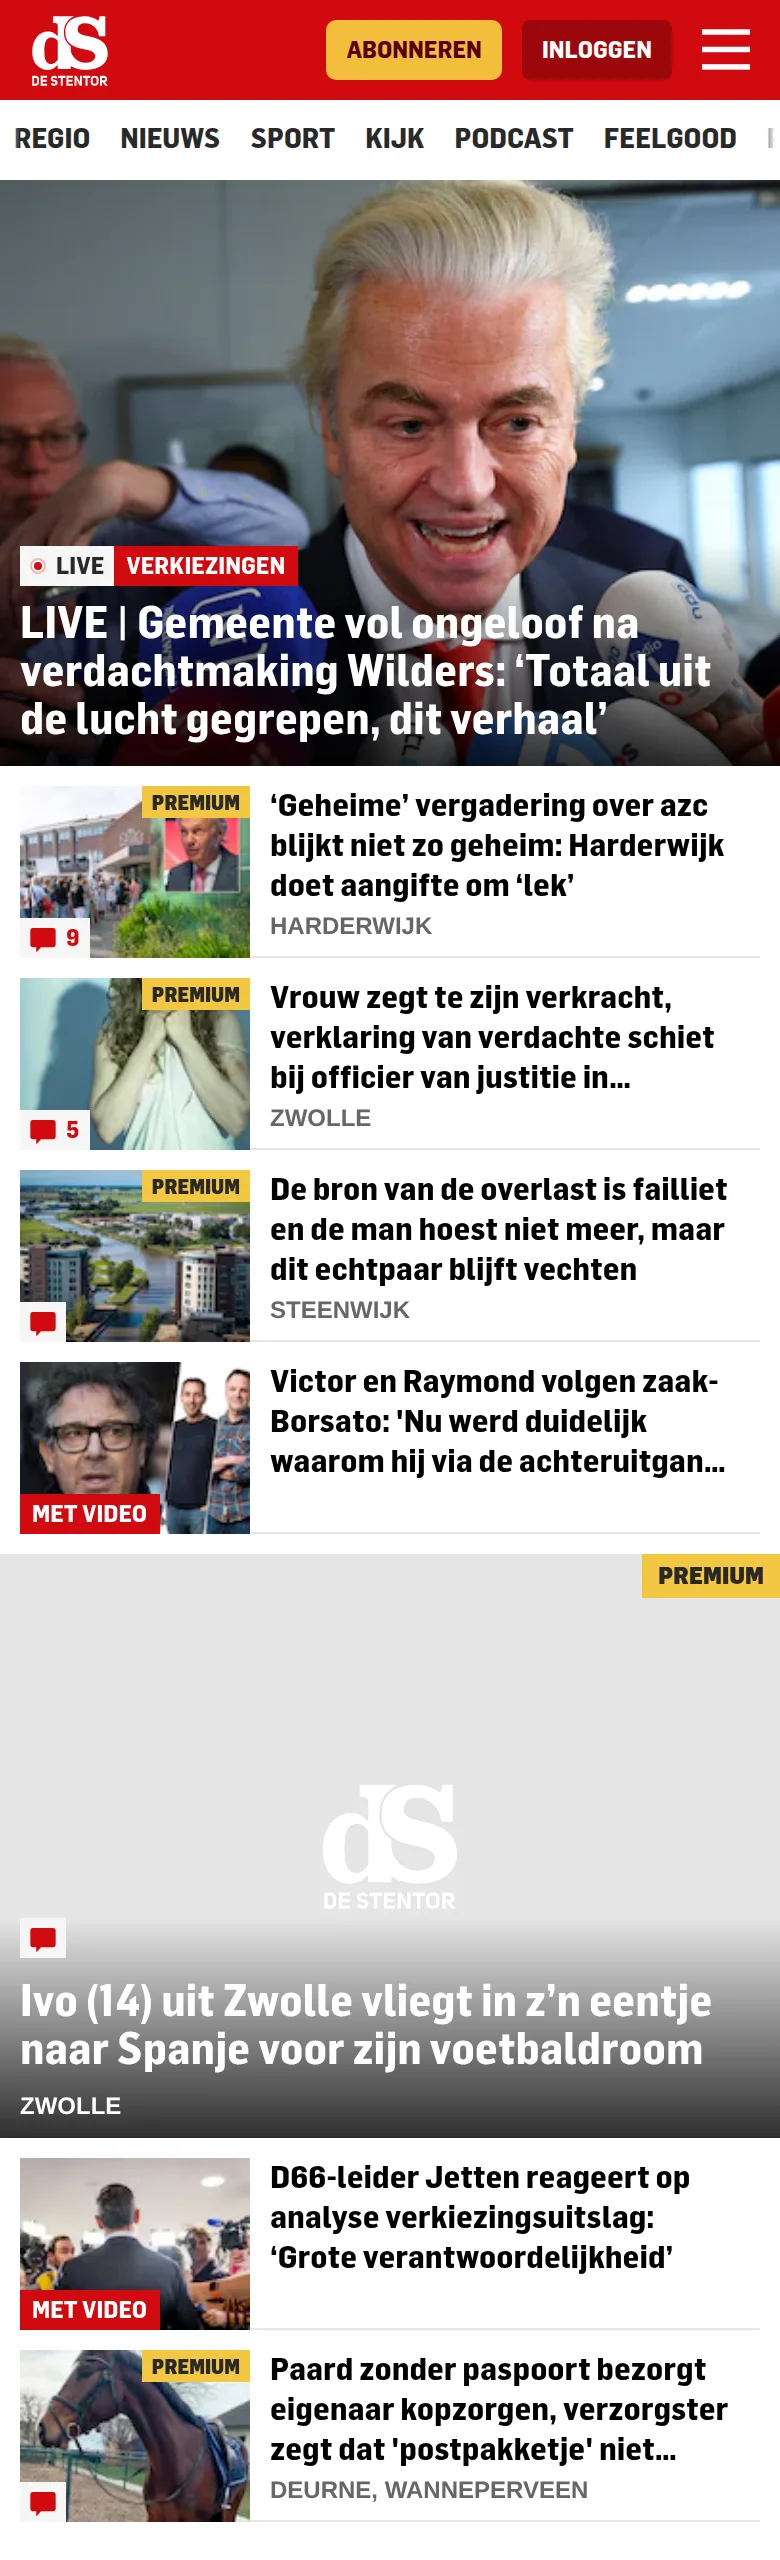 dS
DE STENTOR
ABONNEREN
INLOGGEN
REGIO NIEUWS SPORT KIJK PODCAST FEELGOOD
LIVE VERKIEZINGEN
LIVE | Gemeente vol ongeloof na
verdachtmaking Wilders: ‘Totaal uit
de lucht gegrepen, dit verhaal’
PREMIUM
9
‘Geheime’ vergadering over azc
blijkt niet zo geheim: Harderwijk
doet aangifte om ‘lek’
HARDERWIJK
PREMIUM
5
Vrouw zegt te zijn verkracht,
verklaring van verdachte schiet
bij officier van justitie in...
ZWOLLE
PREMIUM
De bron van de overlast is failliet
en de man hoest niet meer, maar
dit echtpaar blijft vechten
STEENWIJK
MET VIDEO
Victor en Raymond volgen zaak-
Borsato: 'Nu werd duidelijk
waarom hij via de achteruitgan...
PREMIUM
dS
DE STENTOR
Ivo (14) uit Zwolle vliegt in z’n eentje
naar Spanje voor zijn voetbaldroom
ZWOLLE
MET VIDEO
D66-leider Jetten reageert op
analyse verkiezingsuitslag:
‘Grote verantwoordelijkheid’
PREMIUM
Paard zonder paspoort bezorgt
eigenaar kopzorgen, verzorgster
zegt dat 'postpakketje' niet...
DEURNE, WANNEPERVEEN